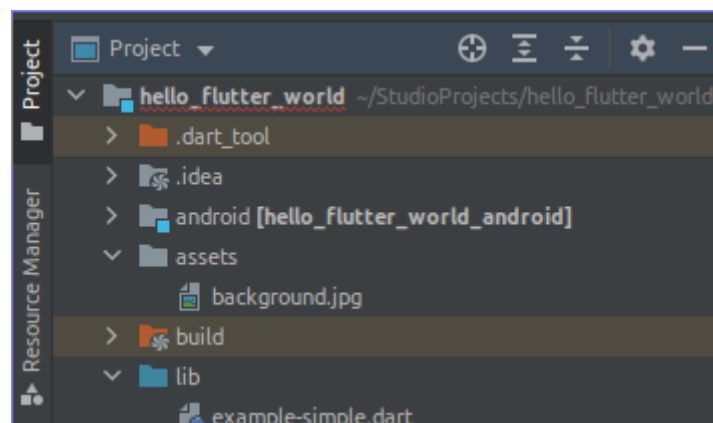 Project
Project
hello_flutter_world ~/StudioProjects/hello_flutter_world
.dart_tool
.idea
android [hello_flutter_world_android]
assets
background.jpg
build
lib
example-simple.dart
Resource Manager